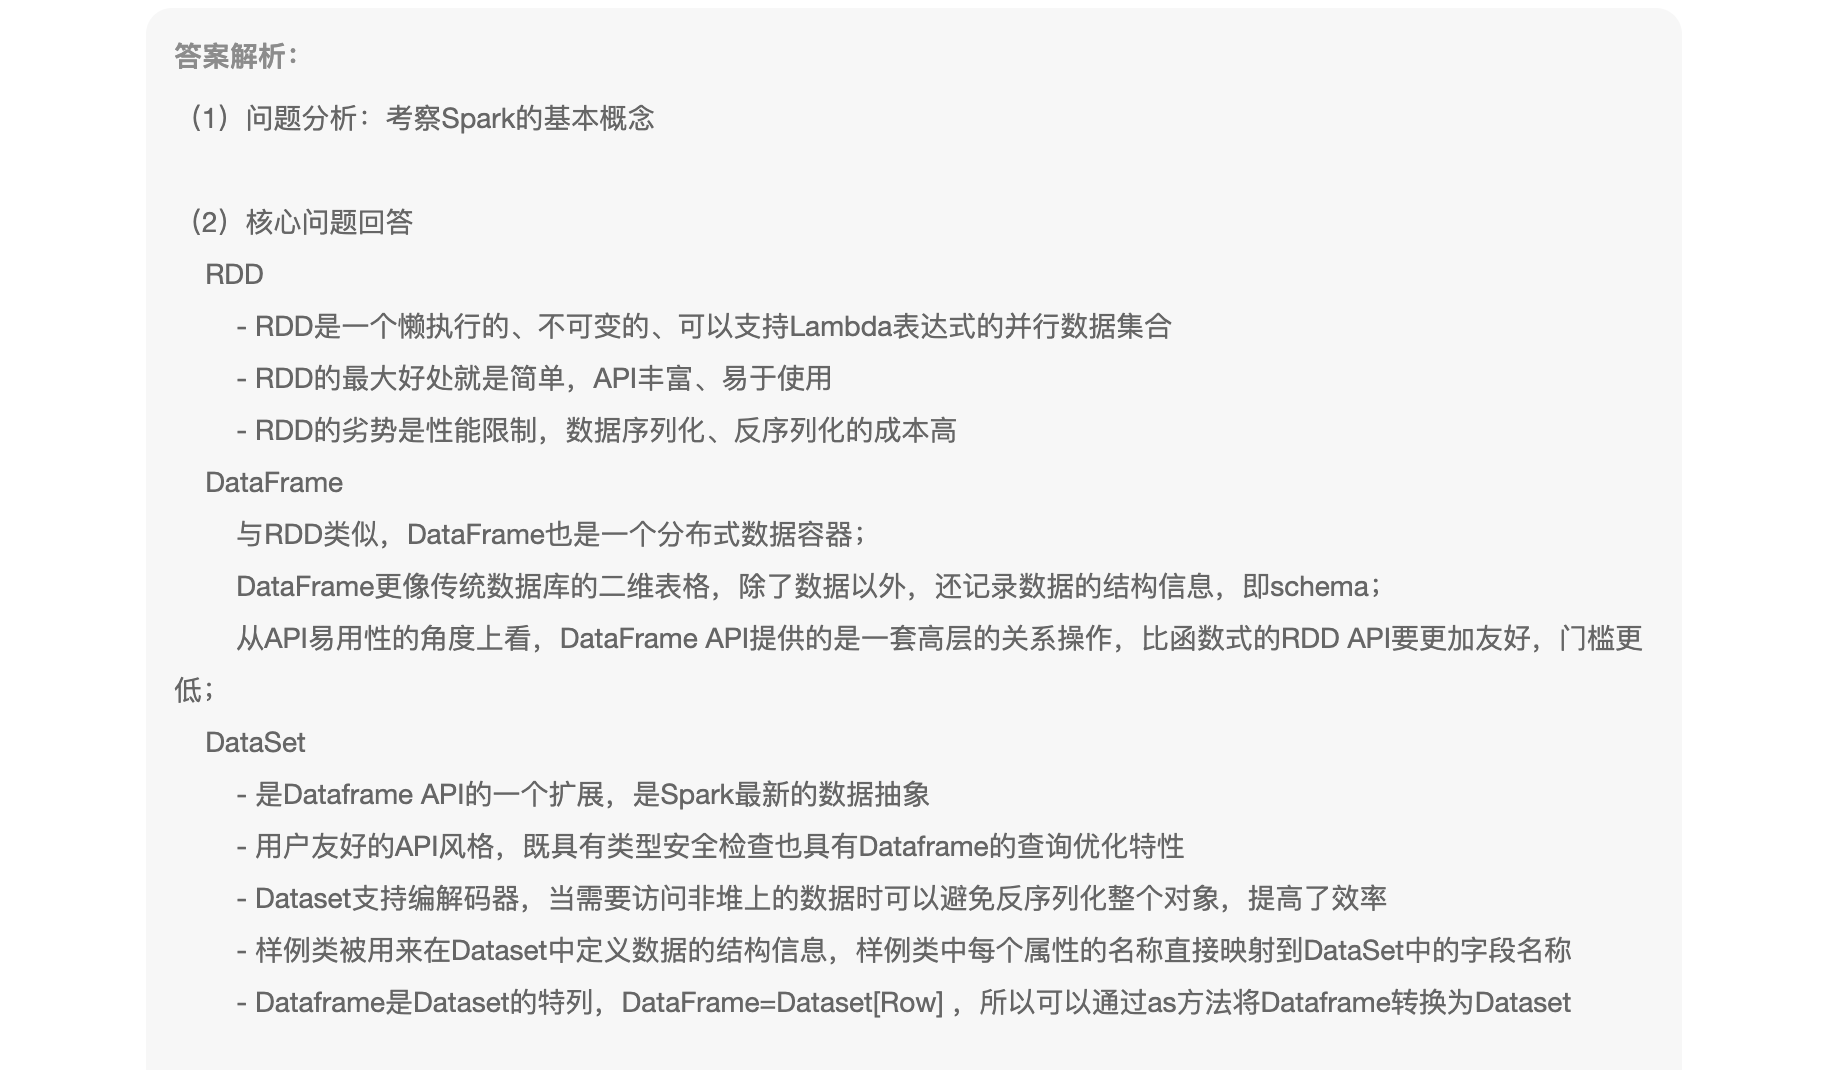 答案解析：
（1）问题分析：考察Spark的基本概念
（2）核心问题回答
RDD
- RDD是一个懒执行的、不可变的、可以支持Lambda表达式的并行数据集合
- RDD的最大好处就是简单，API丰富、易于使用
- RDD的劣势是性能限制，数据序列化、反序列化的成本高
DataFrame
与RDD类似，DataFrame也是一个分布式数据容器；
DataFrame更像传统数据库的二维表格，除了数据以外，还记录数据的结构信息，即schema；
从API易用性的角度上看，DataFrame API提供的是一套高层的关系操作，比函数式的RDD API要更加友好，门槛更
低；
DataSet
- 是Dataframe API的一个扩展，是Spark最新的数据抽象
- 用户友好的API风格，既具有类型安全检查也具有Dataframe的查询优化特性
- Dataset支持编解码器，当需要访问非堆上的数据时可以避免反序列化整个对象，提高了效率
- 样例类被用来在Dataset中定义数据的结构信息，样例类中每个属性的名称直接映射到DataSet中的字段名称
- Dataframe是Dataset的特列，DataFrame=Dataset[Row] ，所以可以通过as方法将Dataframe转换为Dataset